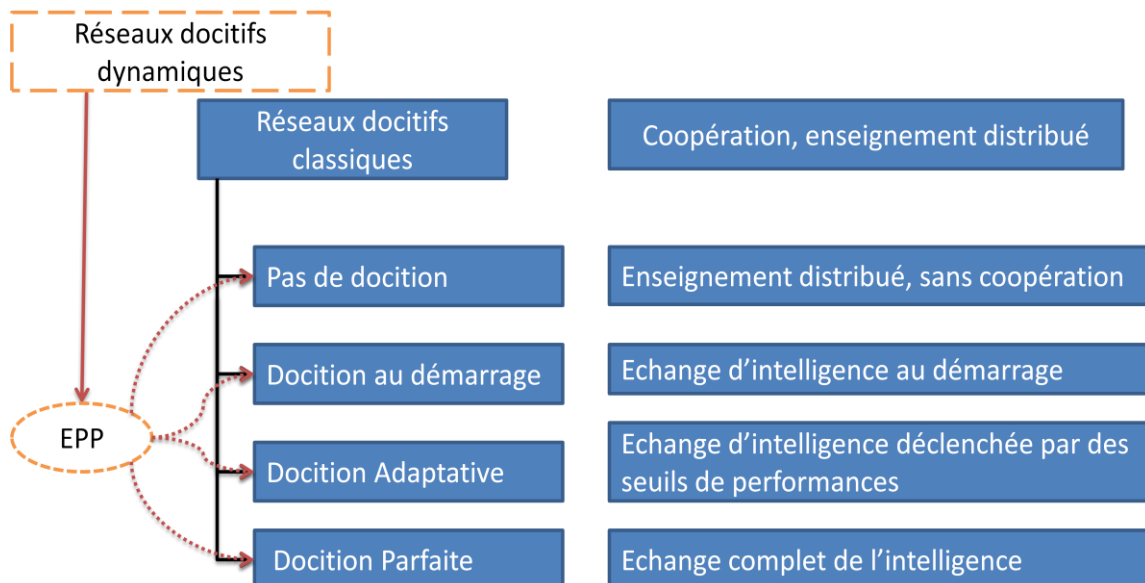 Réseaux docitifs
dynamiques
Réseaux docitifs
classiques
Coopération, enseignement distribué
Pas de docition
Enseignement distribué, sans coopération
Docition au démarrage
Echange d’intelligence au démarrage
EPP
Docition Adaptative
Echange d’intelligence déclenchée par des
seuils de performances
Docition Parfaite
Echange complet de l’intelligence